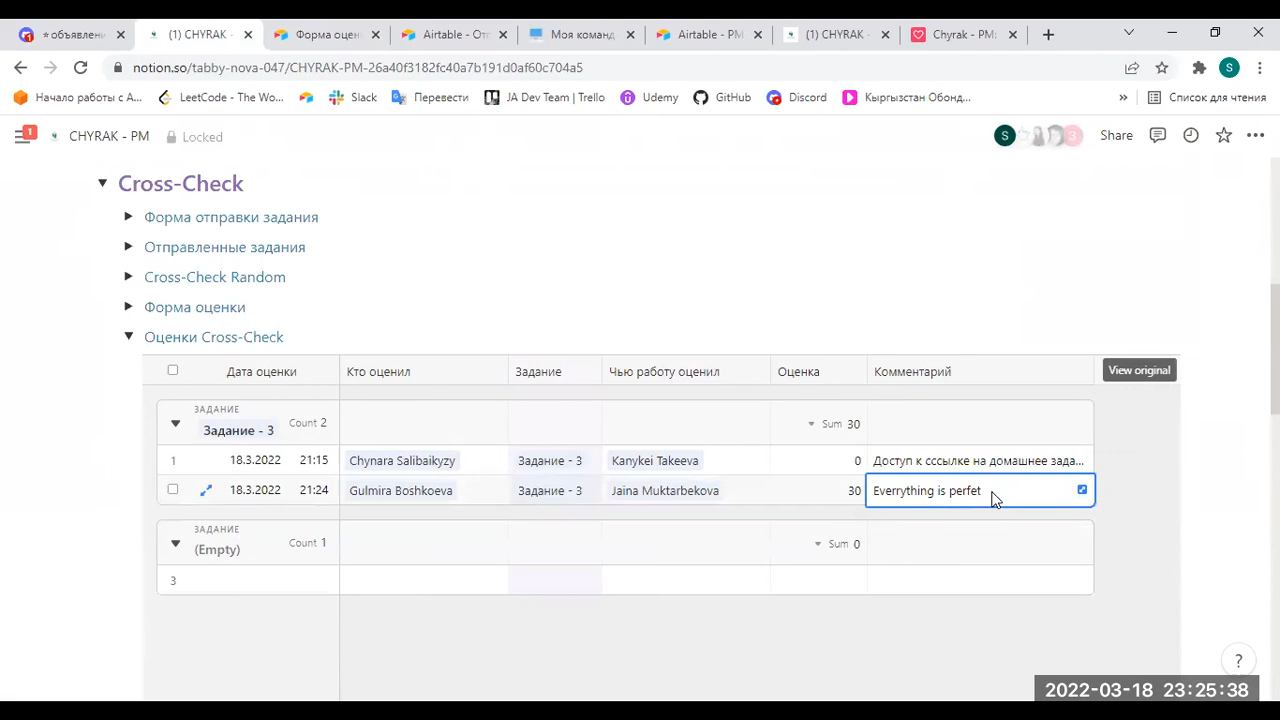 объявлени
(1) CHYRAK -
Форма оцен
Airtable - От
Моя команд
Airtable - PM
(1) CHYRAK -
Chyrak - PM:
notion.so/tabby-nova-047/CHYRAK-PM-26a40f3182fc40a7b191d0af60c704a5
S
Начало работы с A...
LeetCode - The Wo...
Slack
Перевести
JA Dev Team | Trello
Udemy
GitHub
Discord
Кыргызстан Обонд...
»
Список для чтения
1
CHYRAK - PM
Locked
S
3
Share
Cross-Check
Форма отправки задания
Отправленные задания
Cross-Check Random
Форма оценки
Оценки Cross-Check
Дата оценки Кто оценил Задание Чью работу оценил Оценка Комментарий
View original
ЗАДАНИЕ
Задание - 3 Count 2 Sum 30
1 18.3.2022 21:15 Chynara Salibaikyzy Задание - 3 Kanykei Takeeva 0 Доступ к сссылке на домашнее зада...
18.3.2022 21:24 Gulmira Boshkoeva Задание - 3 Jaina Muktarbekova 30 Everrything is perfet
ЗАДАНИЕ
(Empty) Count 1 Sum 0
3
?
2022-03-18 23:25:38